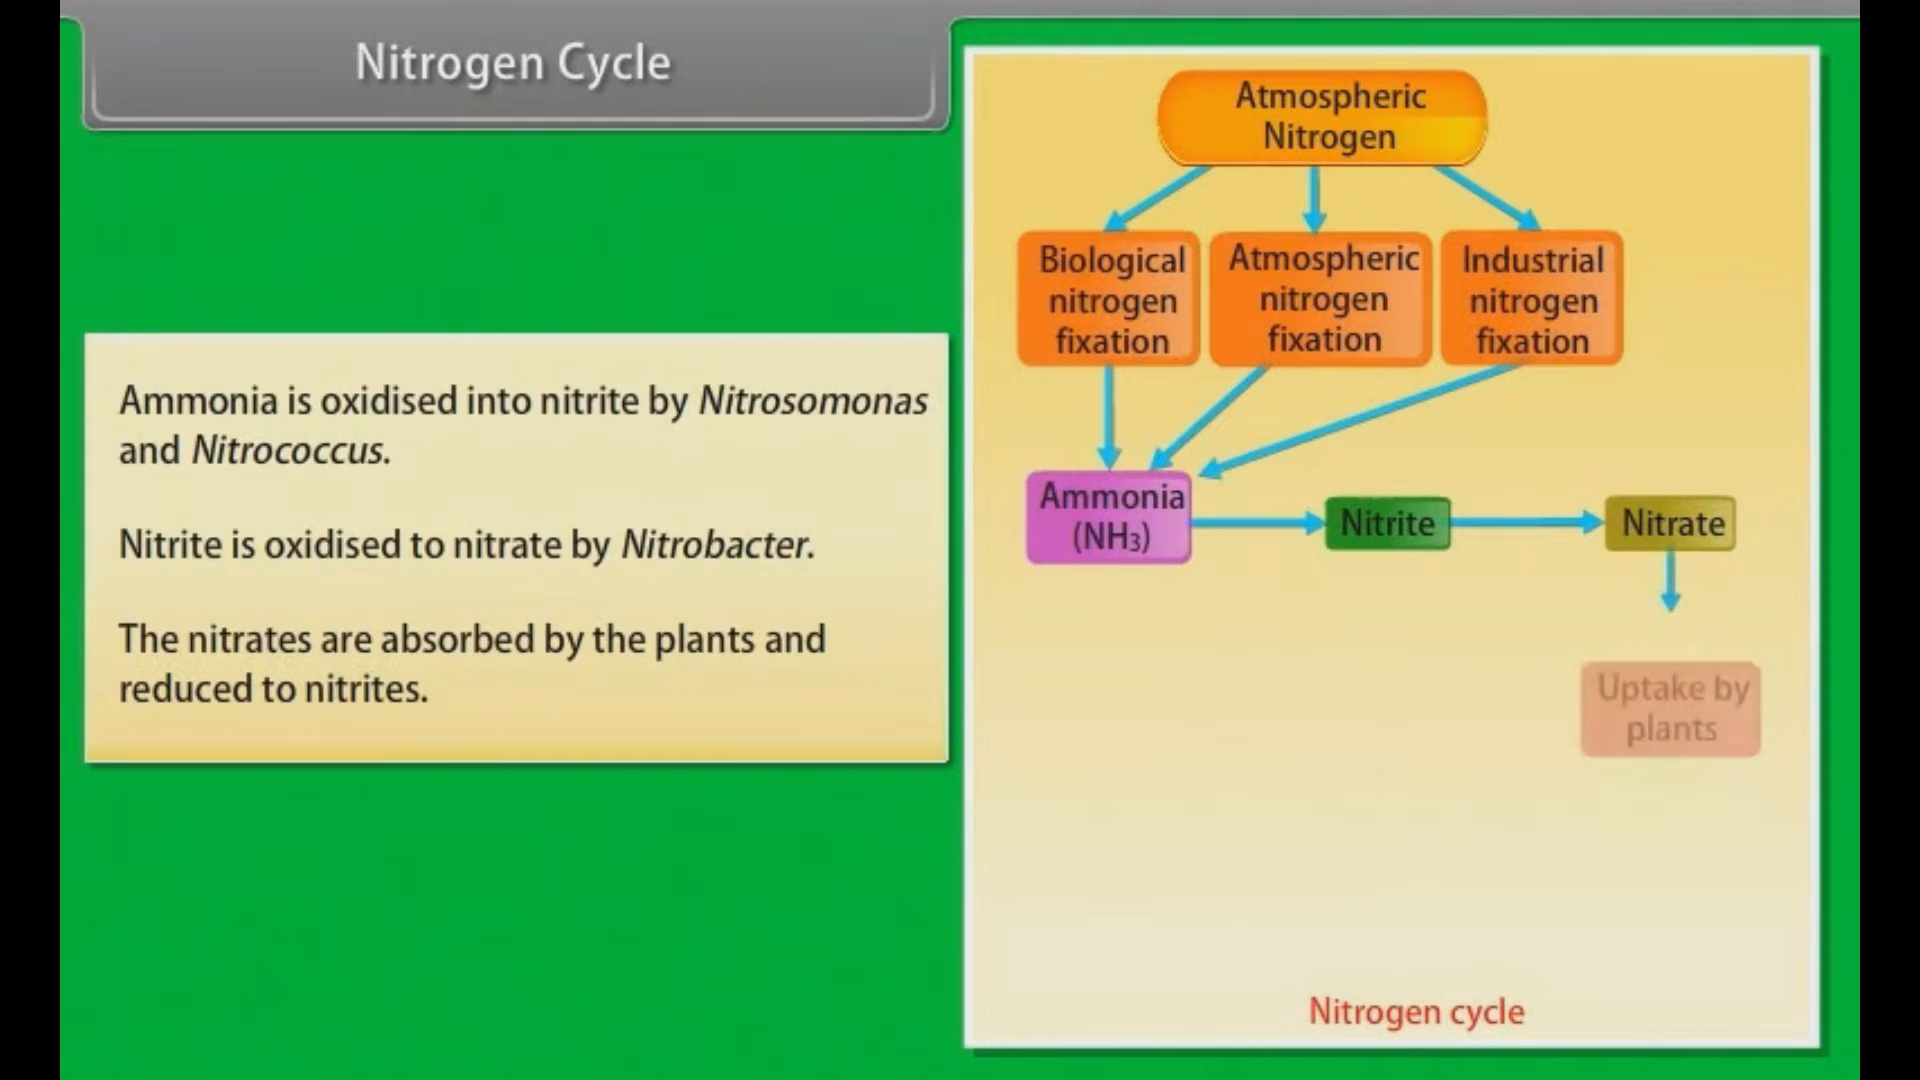 Nitrogen Cycle
Ammonia is oxidised into nitrite by Nitrosomonas
and Nitrococcus.
Nitrite is oxidised to nitrate by Nitrobacter.
The nitrates are absorbed by the plants and
reduced to nitrites.
Atmospheric
Nitrogen
Biological
nitrogen
fixation
Atmospheric
nitrogen
fixation
Industrial
nitrogen
fixation
Ammonia
(NH₃)
Nitrite
Nitrate
Uptake by
plants
Nitrogen cycle